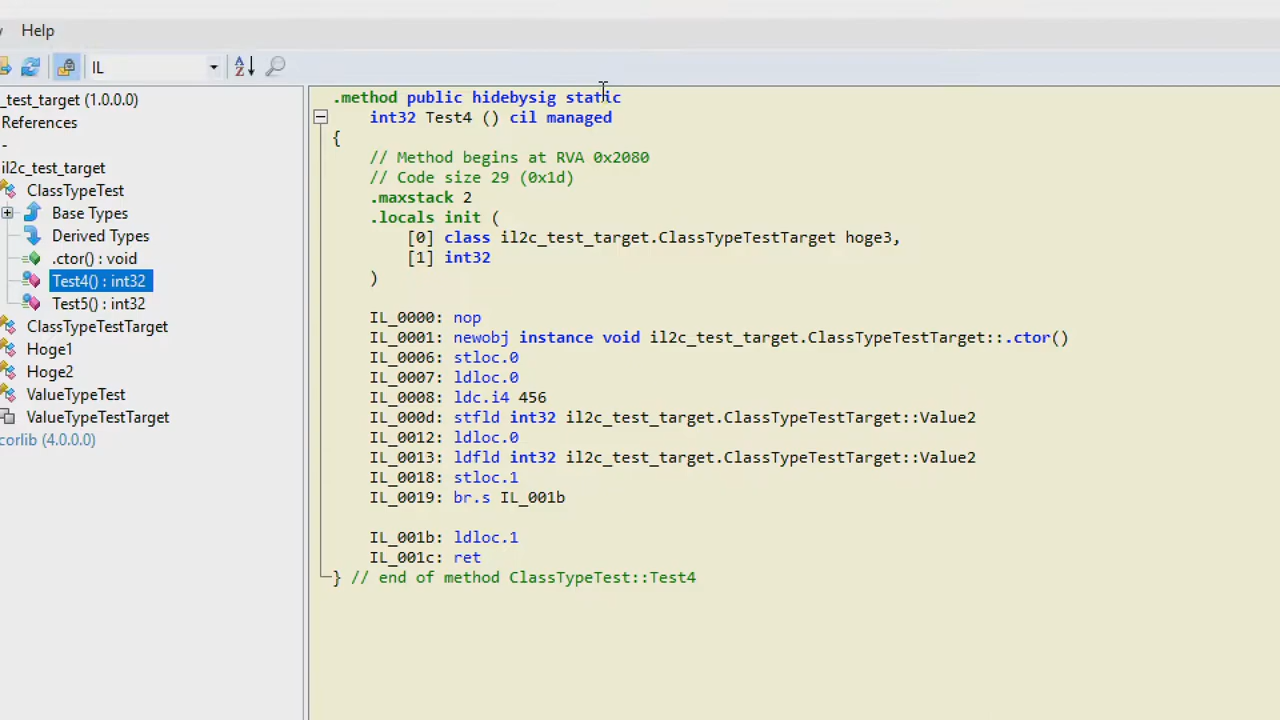 Help
IL
_test_target (1.0.0.0)
References
-
il2c_test_target
ClassTypeTest
Base Types
Derived Types
.ctor() : void
Test4() : int32
Test5() : int32
ClassTypeTestTarget
Hoge1
Hoge2
ValueTypeTest
ValueTypeTestTarget
corlib (4.0.0.0)
.method public hidebysig static
int32 Test4 () cil managed
{
// Method begins at RVA 0x2080
// Code size 29 (0x1d)
.maxstack 2
.locals init (
[0] class il2c_test_target.ClassTypeTestTarget hoge3,
[1] int32
)
IL_0000: nop
IL_0001: newobj instance void il2c_test_target.ClassTypeTestTarget::.ctor()
IL_0006: stloc.0
IL_0007: ldloc.0
IL_0008: ldc.i4 456
IL_000d: stfld int32 il2c_test_target.ClassTypeTestTarget::Value2
IL_0012: ldloc.0
IL_0013: ldfld int32 il2c_test_target.ClassTypeTestTarget::Value2
IL_0018: stloc.1
IL_0019: br.s IL_001b
IL_001b: ldloc.1
IL_001c: ret
} // end of method ClassTypeTest::Test4